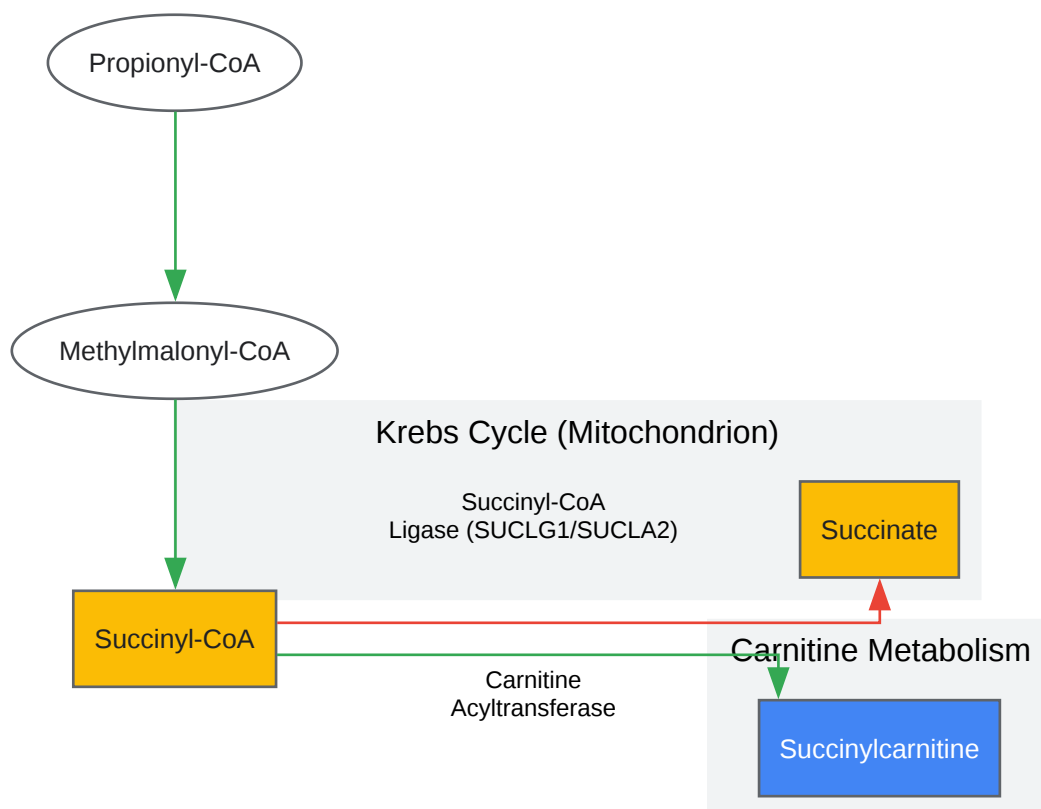 Propionyl-CoA
Methylmalonyl-CoA
Krebs Cycle (Mitochondrion)
Succinyl-CoA
Ligase (SUCLG1/SUCLA2)
Succinate
Succinyl-CoA
Carnitine Metabolism
Carnitine
Acyltransferase
Succinylcarnitine